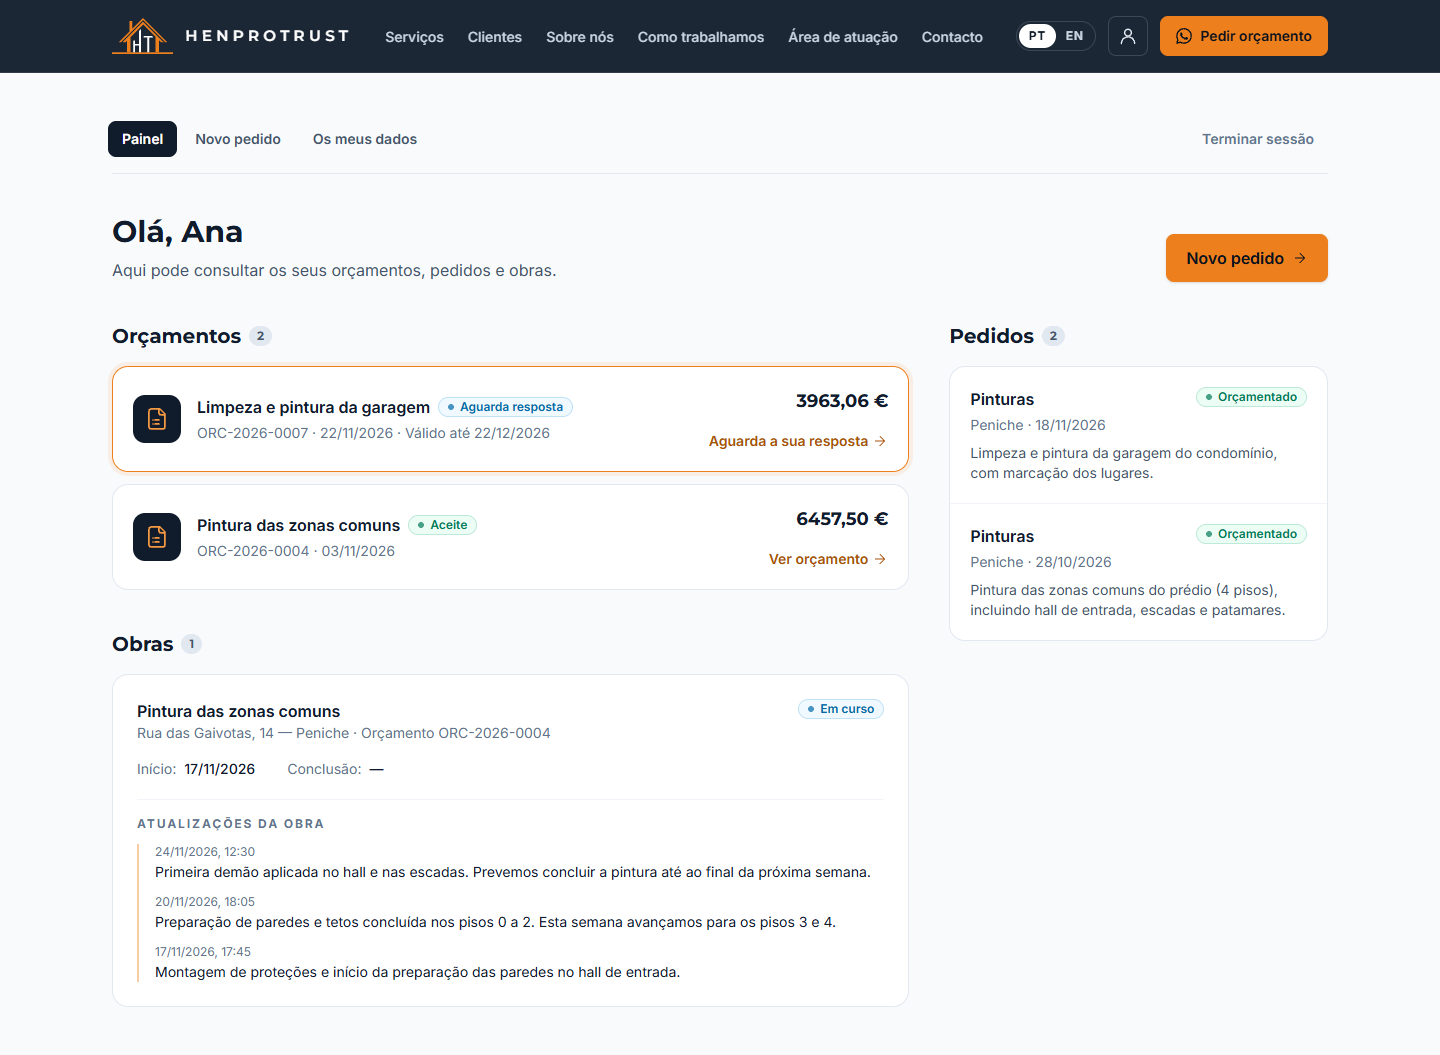 HT HENPROTRUST Serviços Clientes Sobre nós Como trabalhamos Área de atuação Contacto PT EN Pedir orçamento
Painel Novo pedido Os meus dados Terminar sessão
Olá, Ana
Aqui pode consultar os seus orçamentos, pedidos e obras.
Novo pedido →
Orçamentos 2
Limpeza e pintura da garagem Aguarda resposta
3963,06 €
ORC-2026-0007 · 22/11/2026 · Válido até 22/12/2026
Aguarda a sua resposta →
Pintura das zonas comuns Aceite
6457,50 €
ORC-2026-0004 · 03/11/2026
Ver orçamento →
Obras 1
Pintura das zonas comuns Em curso
Rua das Gaivotas, 14 — Peniche · Orçamento ORC-2026-0004
Início: 17/11/2026 Conclusão: —
ATUALIZAÇÕES DA OBRA
24/11/2026, 12:30
Primeira demão aplicada no hall e nas escadas. Prevemos concluir a pintura até ao final da próxima semana.
20/11/2026, 18:05
Preparação de paredes e tetos concluída nos pisos 0 a 2. Esta semana avançamos para os pisos 3 e 4.
17/11/2026, 17:45
Montagem de proteções e início da preparação das paredes no hall de entrada.
Pedidos 2
Pinturas Orçamentado
Peniche · 18/11/2026
Limpeza e pintura da garagem do condomínio,
com marcação dos lugares.
Pinturas Orçamentado
Peniche · 28/10/2026
Pintura das zonas comuns do prédio (4 pisos),
incluindo hall de entrada, escadas e patamares.